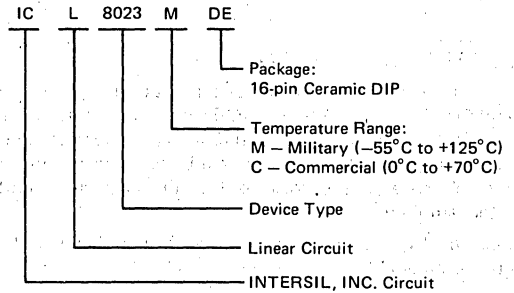 IC L 8023 M DE
Package:
16-pin Ceramic DIP
Temperature Range:
M — Military (—55°C to +125°C)
C — Commercial (0°C to +70°C)
Device Type
Linear Circuit
INTERSIL, INC. Circuit